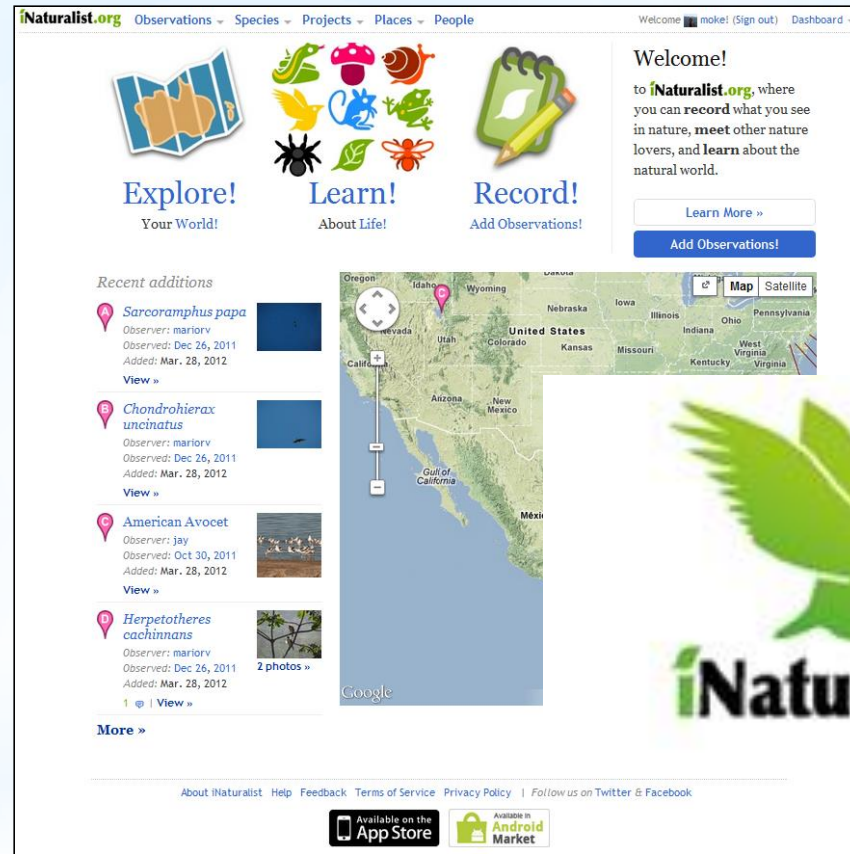 iNaturalist.org Observations Species Projects Places People
Welcome moke! (Sign out) Dashboard
Explore!
Your World!
Learn!
About Life!
Record!
Add Observations!
Welcome!
to iNaturalist.org, where
you can record what you see
in nature, meet other nature
lovers, and learn about the
natural world.
Learn More »
Add Observations!
Recent additions
A Sarcoramphus papa
Observer: mariorv
Observed: Dec 26, 2011
Added: Mar. 28, 2012
View »
B Chondrohierax
uncinatus
Observer: mariorv
Observed: Dec 26, 2011
Added: Mar. 28, 2012
View »
C American Avocet
Observer: jay
Observed: Oct 30, 2011
Added: Mar. 28, 2012
View »
D Herpetotheres
cachinnans
Observer: mariorv
Observed: Dec 26, 2011
Added: Mar. 28, 2012
2 photos »
1 | View »
More »
Map Satellite
Oregon
Idaho
C
Wyoming
Dakota
Nebraska
Iowa
Illinois
Indiana
Ohio
Pennsylvania
Nevada
Utah
United States
Colorado
Kansas
Missouri
West
Virginia
Kentucky
Virginia
Arizona
New
Mexico
Gulf of
California
Google
iNatu
About iNaturalist Help Feedback Terms of Service Privacy Policy | Follow us on Twitter & Facebook
Available on the
App Store
Available in
Android
Market